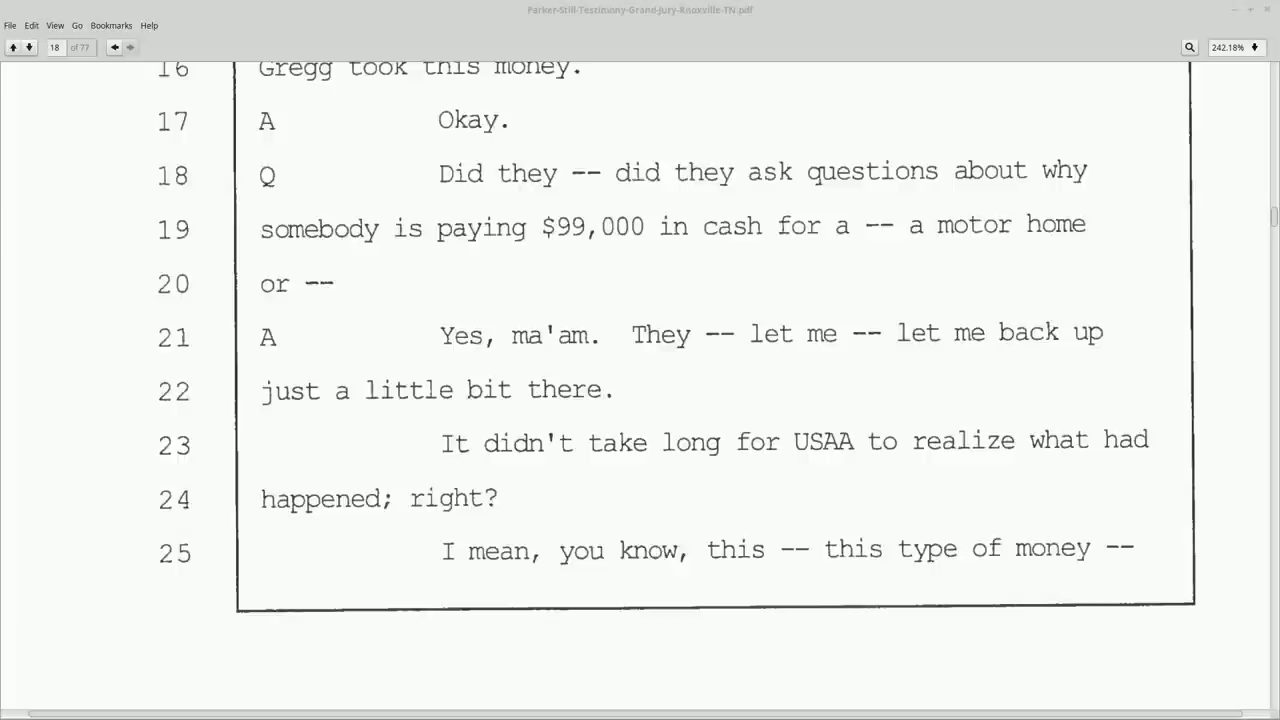 Parker-Still-Testimony-Grand-Jury-Knoxville-TN.pdf
File Edit View Go Bookmarks Help
18 of 77 242.18%
16 Gregg took this money.
17 A Okay.
18 Q Did they -- did they ask questions about why
19 somebody is paying $99,000 in cash for a -- a motor home
20 or --
21 A Yes, ma'am. They -- let me -- let me back up
22 just a little bit there.
23 It didn't take long for USAA to realize what had
24 happened; right?
25 I mean, you know, this -- this type of money --